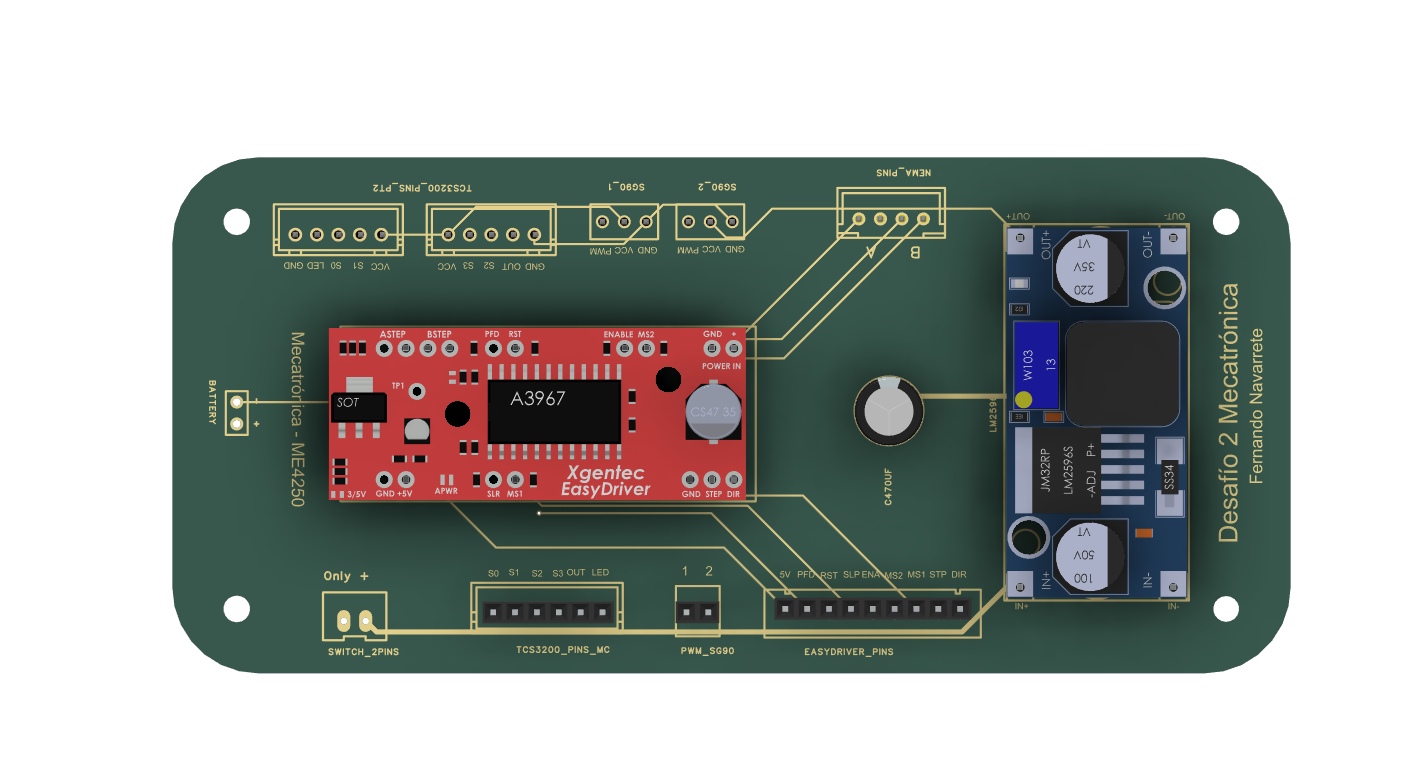 TCS3200_PINS_PT2
SG90_1
SG90_2
NEMA_PINS
GND LED S0 S1 VCC
VCC S3 S2 OUT GND
PWM VCC GND
PWM VCC GND
A B
OUT+ OUT-
OUT+ OUT-
VT
35V
220
W103
13
LM2596
JM32RP
LM2596S
-ADJ P+
SS34
VT
50V
100
IN+ IN-
IN+ IN-
Desafío 2 Mecatrónica
Fernando Navarrete
Mecatrónica - ME4250
BATTERY
- +
ASTEP BSTEP PFD RST ENABLE MS2 GND +
POWER IN
TP1
SOT
A3967
CS47 35
Xgentec
EasyDriver
3/5V GND +5V APWR SLR MS1 GND STEP DIR
C470UF
Only +
SWITCH_2PINS
S0 S1 S2 S3 OUT LED
TCS3200_PINS_MC
1 2
PWM_SG90
5V PFD RST SLP ENA MS2 MS1 STP DIR
EASYDRIVER_PINS